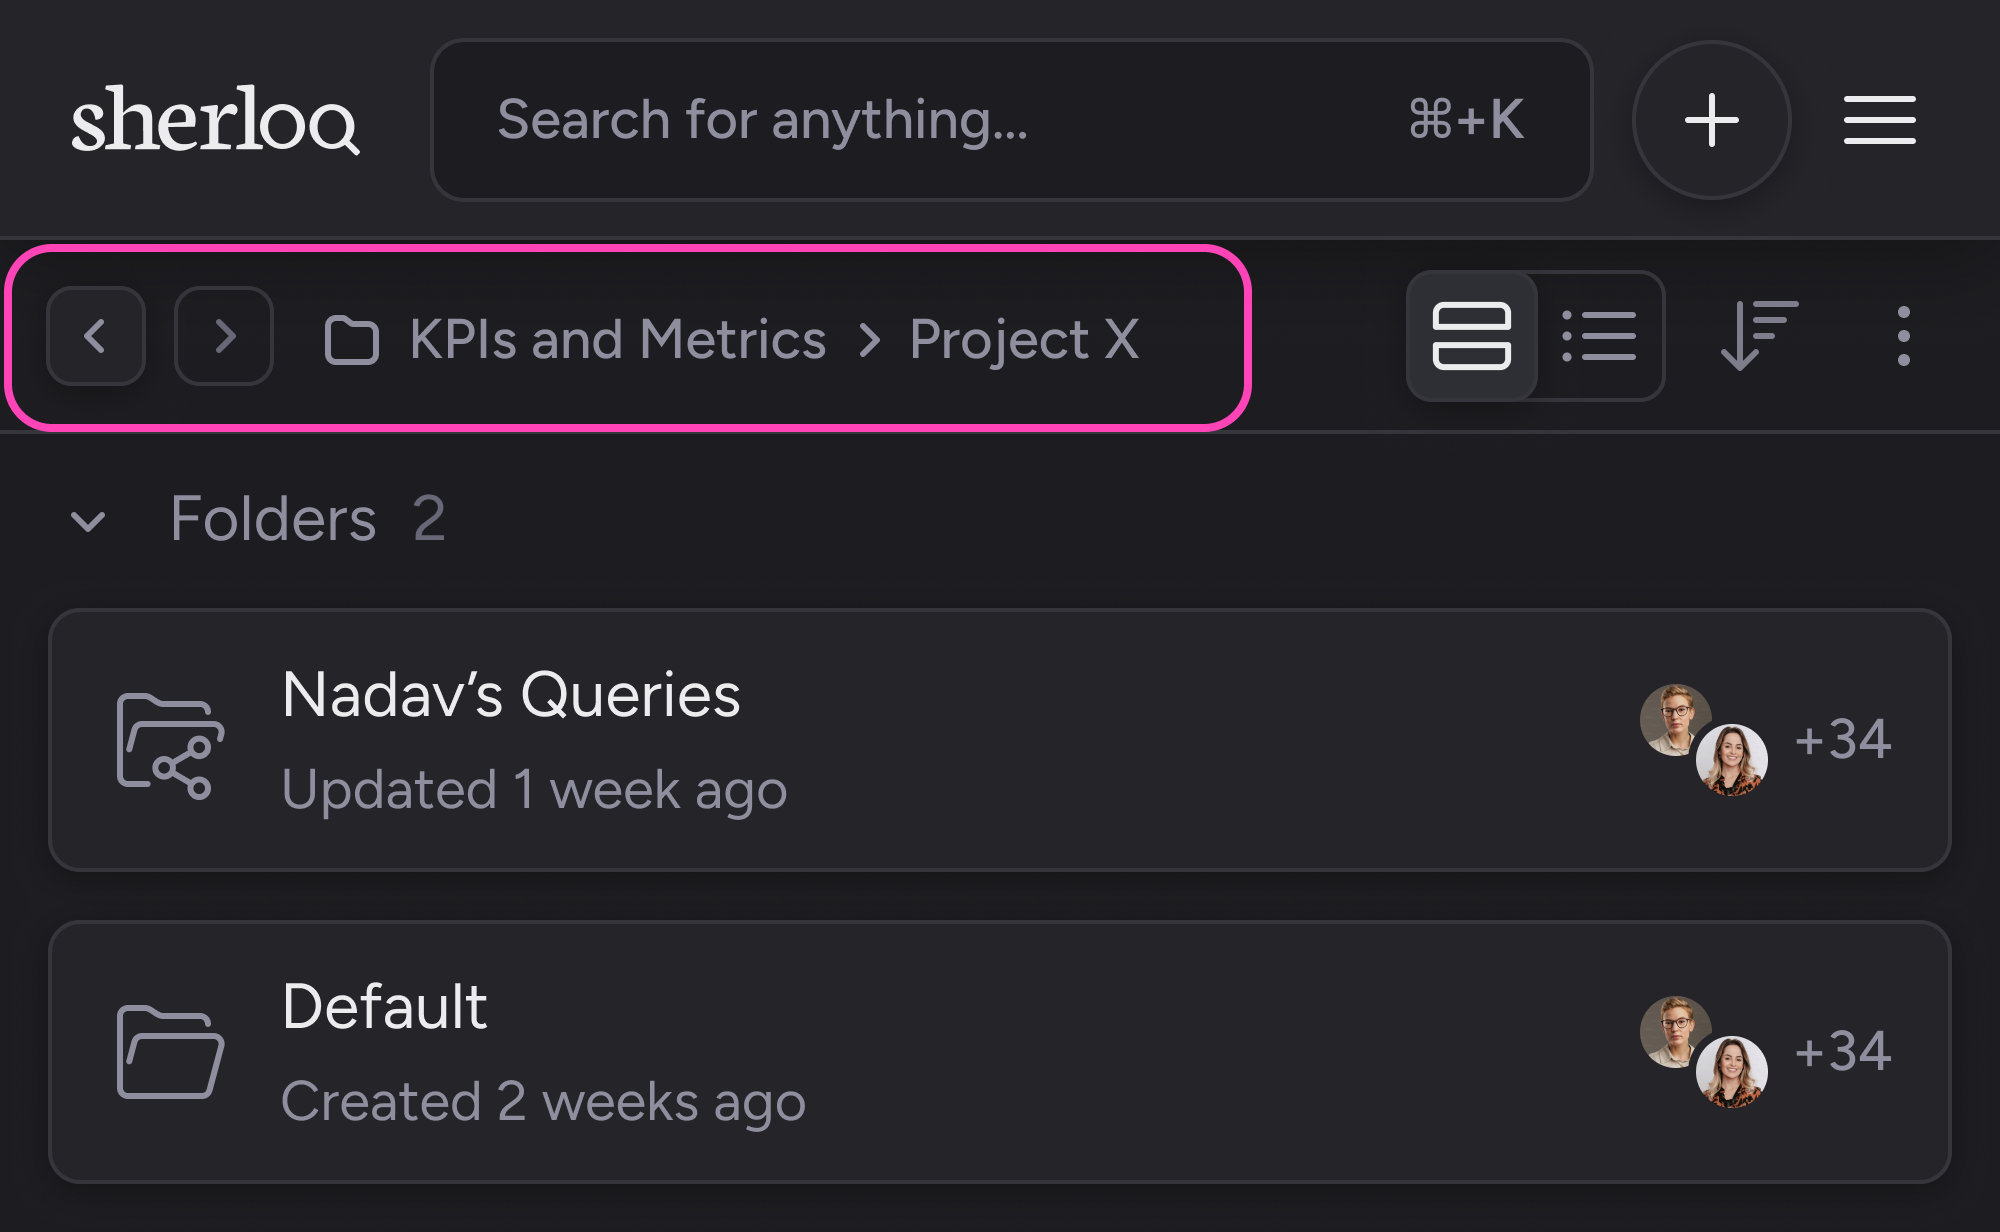 sherloq
Search for anything... ⌘+K
KPIs and Metrics > Project X
Folders 2
Nadav’s Queries
Updated 1 week ago
+34
Default
Created 2 weeks ago
+34